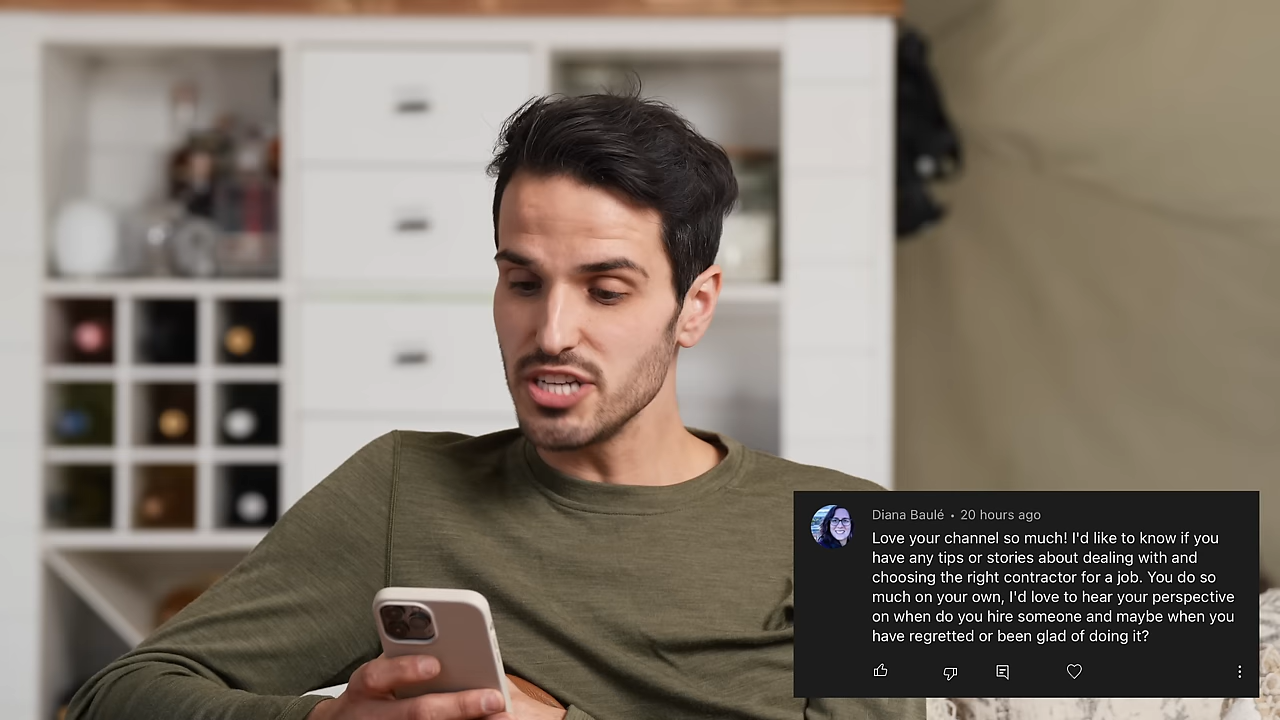 Diana Baulé • 20 hours ago
Love your channel so much! I'd like to know if you
have any tips or stories about dealing with and
choosing the right contractor for a job. You do so
much on your own, I'd love to hear your perspective
on when do you hire someone and maybe when you
have regretted or been glad of doing it?